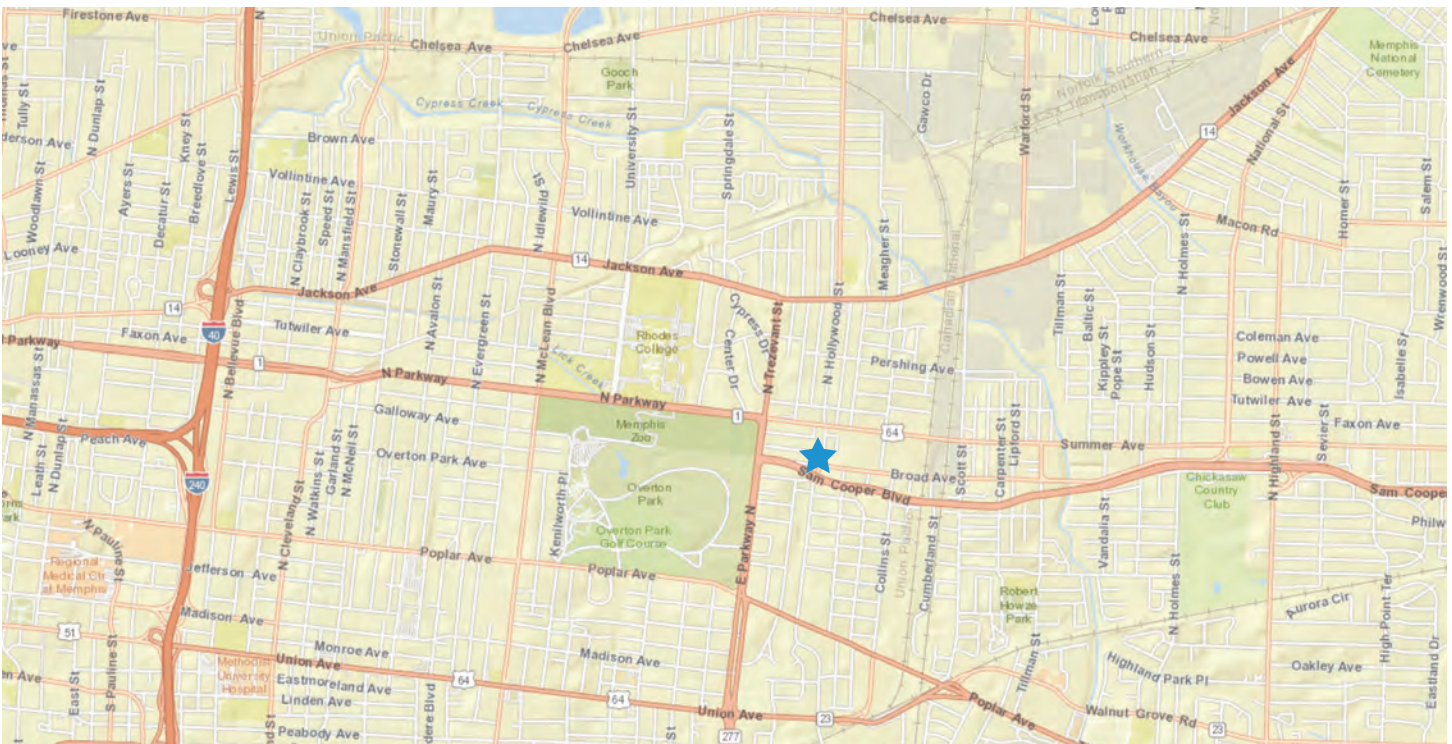 Firestone Ave
Chelsea Ave
Union Pacific
Chelsea Ave
Chelsea Ave
Chelsea Ave
Memphis
National
Cemetery
Gooch
Park
Norfolk Southern
CSX Transportation
Jackson Ave
14
National St
Tully St
N Dunlap St
Cypress Creek
Cypress Creek
Gawco Dr
Warford St
Workhouse Bayou
Brown Ave
Kney St
Breedlove St
Lewis St
University St
Springdale St
Vollintine Ave
Woodlawn St
Ayers St
Decatur St
N Claybrook St
Speed St
N Mansfield St
Stonewall St
Maury St
N Idlewild St
Vollintine Ave
Meagher St
N Holmes St
Macon Rd
Homer St
Salem St
Looney Ave
14
Jackson Ave
14
Jackson Ave
Canadian National
Wrenwood St
Faxon Ave
40
N Bellevue Blvd
Tutwiler Ave
N Avalon St
N Evergreen St
N McLean Blvd
Rhodes
College
Cypress Dr
Center Dr
N Trezevant St
N Hollywood St
Pershing Ave
Tillman St
Baltic St
Kippley St
Pope St
Hudson St
Coleman Ave
Powell Ave
Bowen Ave
Tutwiler Ave
Isabelle St
Parkway
1
N Parkway
Lick Creek
N Parkway
1
64
Summer Ave
Faxon Ave
N Manassas St
Leath St
N Dunlap St
Peach Ave
240
Galloway Ave
Overton Park Ave
Garland St
N McNeil St
N Watkins St
N Cleveland St
Memphis
Zoo
Kenilworth Pl
Overton
Park
Overton Park
Golf Course
Sam Cooper Blvd
Broad Ave
Scott St
Carpenter St
Lipford St
Chickasaw
Country
Club
N Highland St
Sevier St
Sam Cooper
N Pauline St
Regional
Medical Ctr
at Memphis
Jefferson Ave
Poplar Ave
Poplar Ave
E Parkway N
Collins St
Union Pacific
Cumberland St
Vandalia St
Robert
Howze
Park
N Holmes St
Aurora Cir
High Point Ter
Madison Ave
51
Methodist
University
Hospital
Monroe Ave
Union Ave
Eastmoreland Ave
Linden Ave
Peabody Ave
64
Madison Ave
64
Union Ave
277
23
Tillman St
Highland Park Pl
Oakley Ave
Poplar Ave
Walnut Grove Rd
23
Eastland Dr
East St
S Pauline St